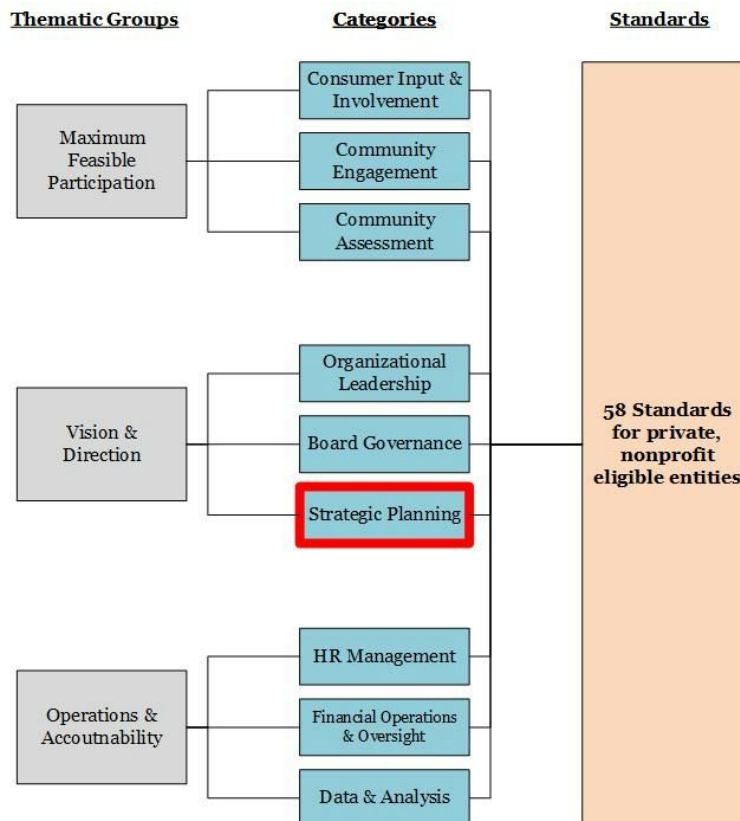 Thematic Groups
Categories
Standards
Maximum
Feasible
Participation
Consumer Input &
Involvement
Community
Engagement
Community
Assessment
Vision &
Direction
Organizational
Leadership
Board Governance
Strategic Planning
Operations &
Accoutnability
HR Management
Financial Operations
& Oversight
Data & Analysis
58 Standards
for private,
nonprofit
eligible entities